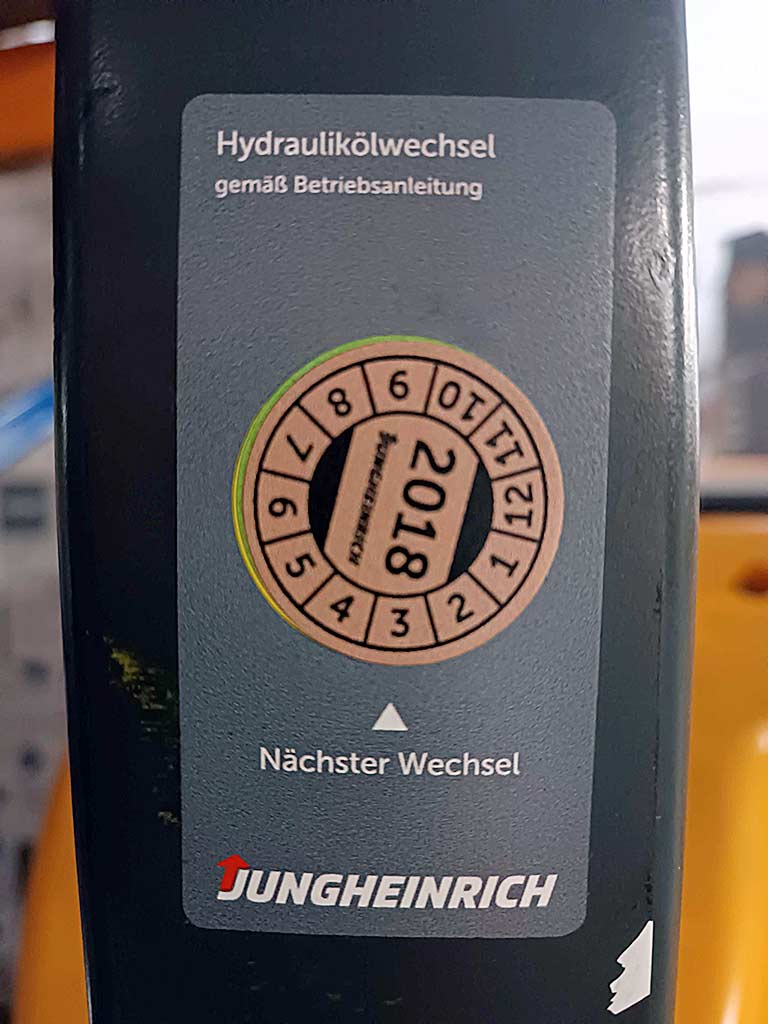 Hydraulikölwechsel
gemäß Betriebsanleitung
1 2 3 4 5 6 7 8 9 10 11 12
2018
JUNGHEINRICH
Nächster Wechsel
JUNGHEINRICH